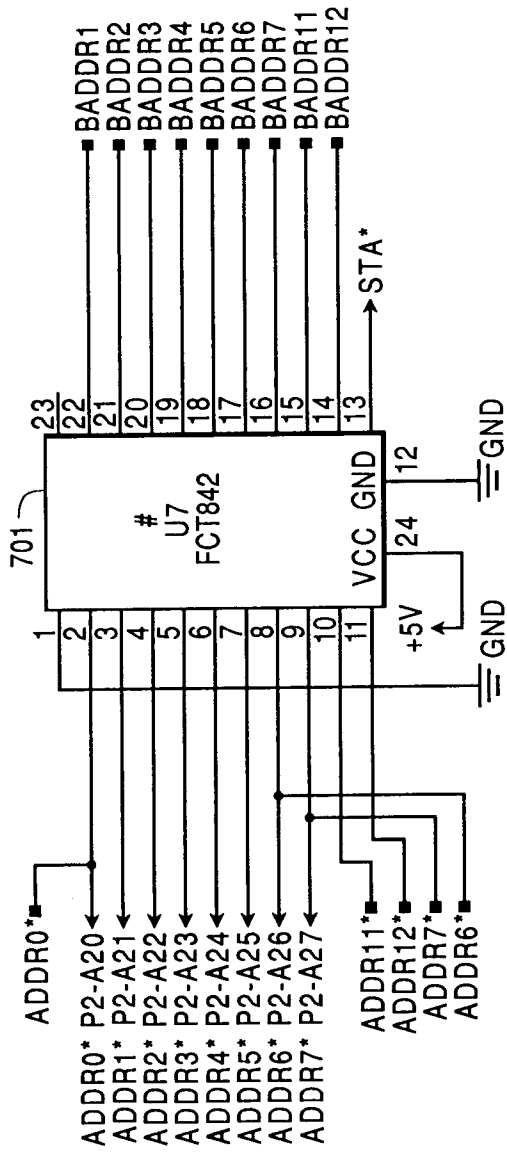 701
#
U7
FCT842
VCC GND
1
2
3
4
5
6
7
8
9
10
11
23
22
21
20
19
18
17
16
15
14
13
24
12
+5V
GND
GND
ADDR0*
ADDR0* P2-A20
ADDR1* P2-A21
ADDR2* P2-A22
ADDR3* P2-A23
ADDR4* P2-A24
ADDR5* P2-A25
ADDR6* P2-A26
ADDR7* P2-A27
ADDR11*
ADDR12*
ADDR7*
ADDR6*
BADDR1
BADDR2
BADDR3
BADDR4
BADDR5
BADDR6
BADDR7
BADDR11
BADDR12
STA*